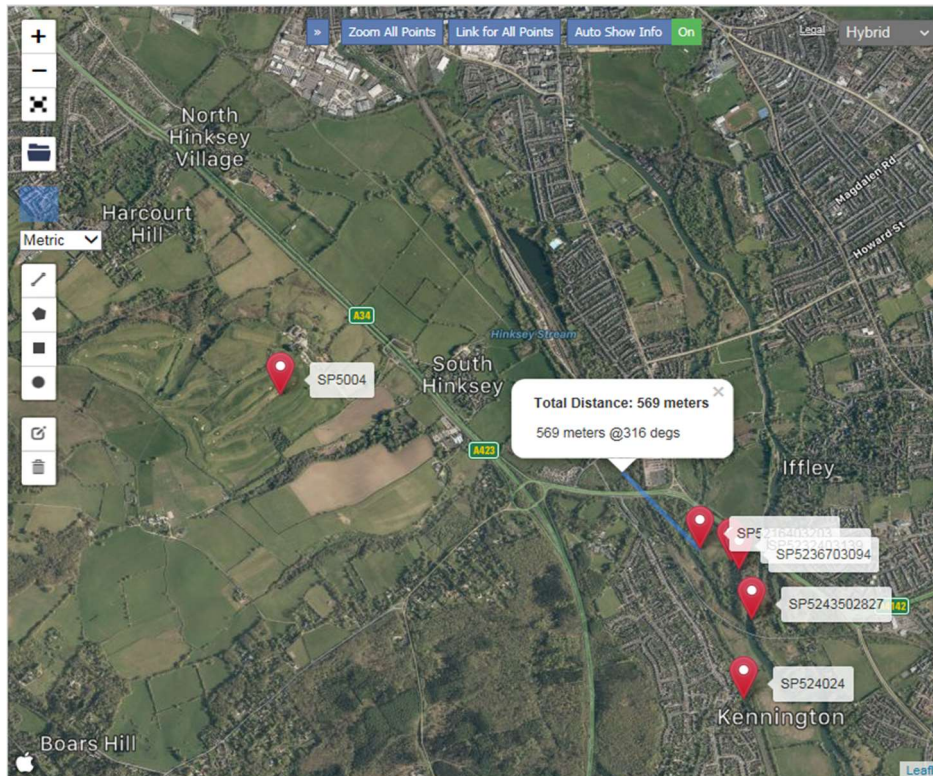 +
−
»
Zoom All Points
Link for All Points
Auto Show Info
On
Legal
Hybrid
North
Hinksey
Village
Magdalen Rd
Harcourt
Hill
Howard St
Metric
A34
Hinksey Stream
South
Hinksey
SP5004
×
Total Distance: 569 meters
569 meters @316 degs
A423
Iffley
SP5216403203
SP5236703094
SP5243502827
SP524024
Kennington
Boars Hill